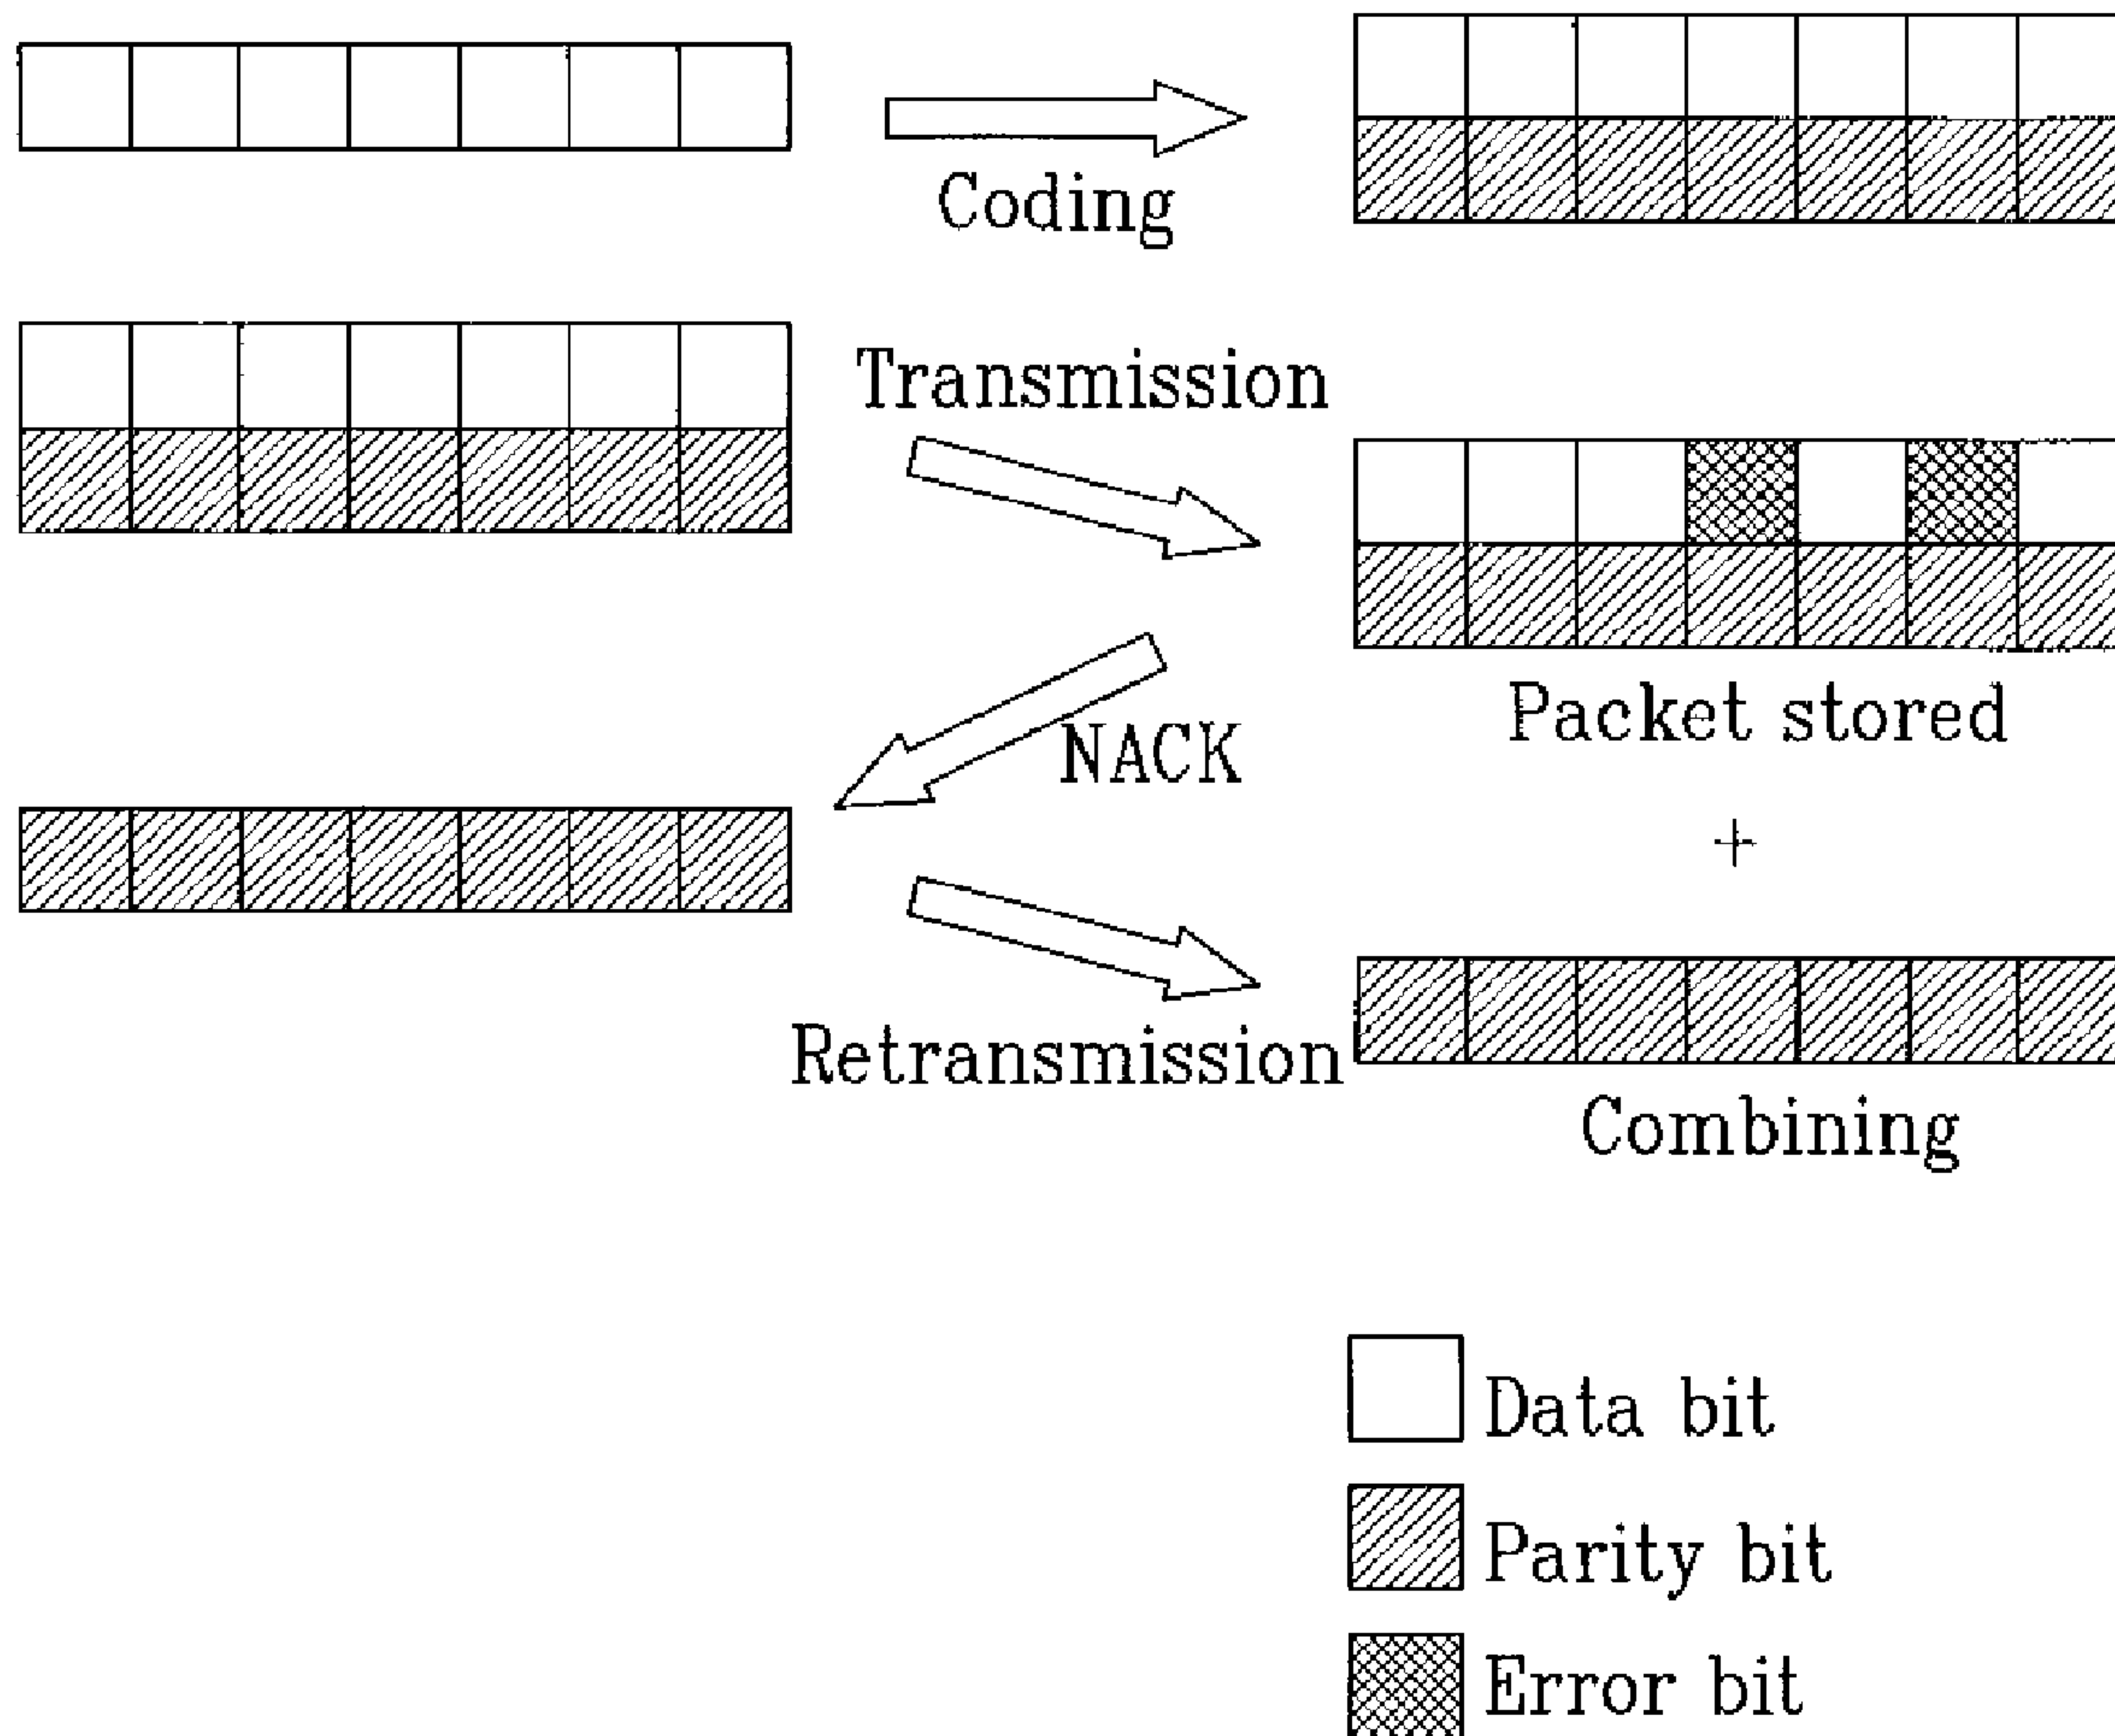 Coding
Transmission
Packet stored
NACK
+
Retransmission
Combining
Data bit
Parity bit
Error bit